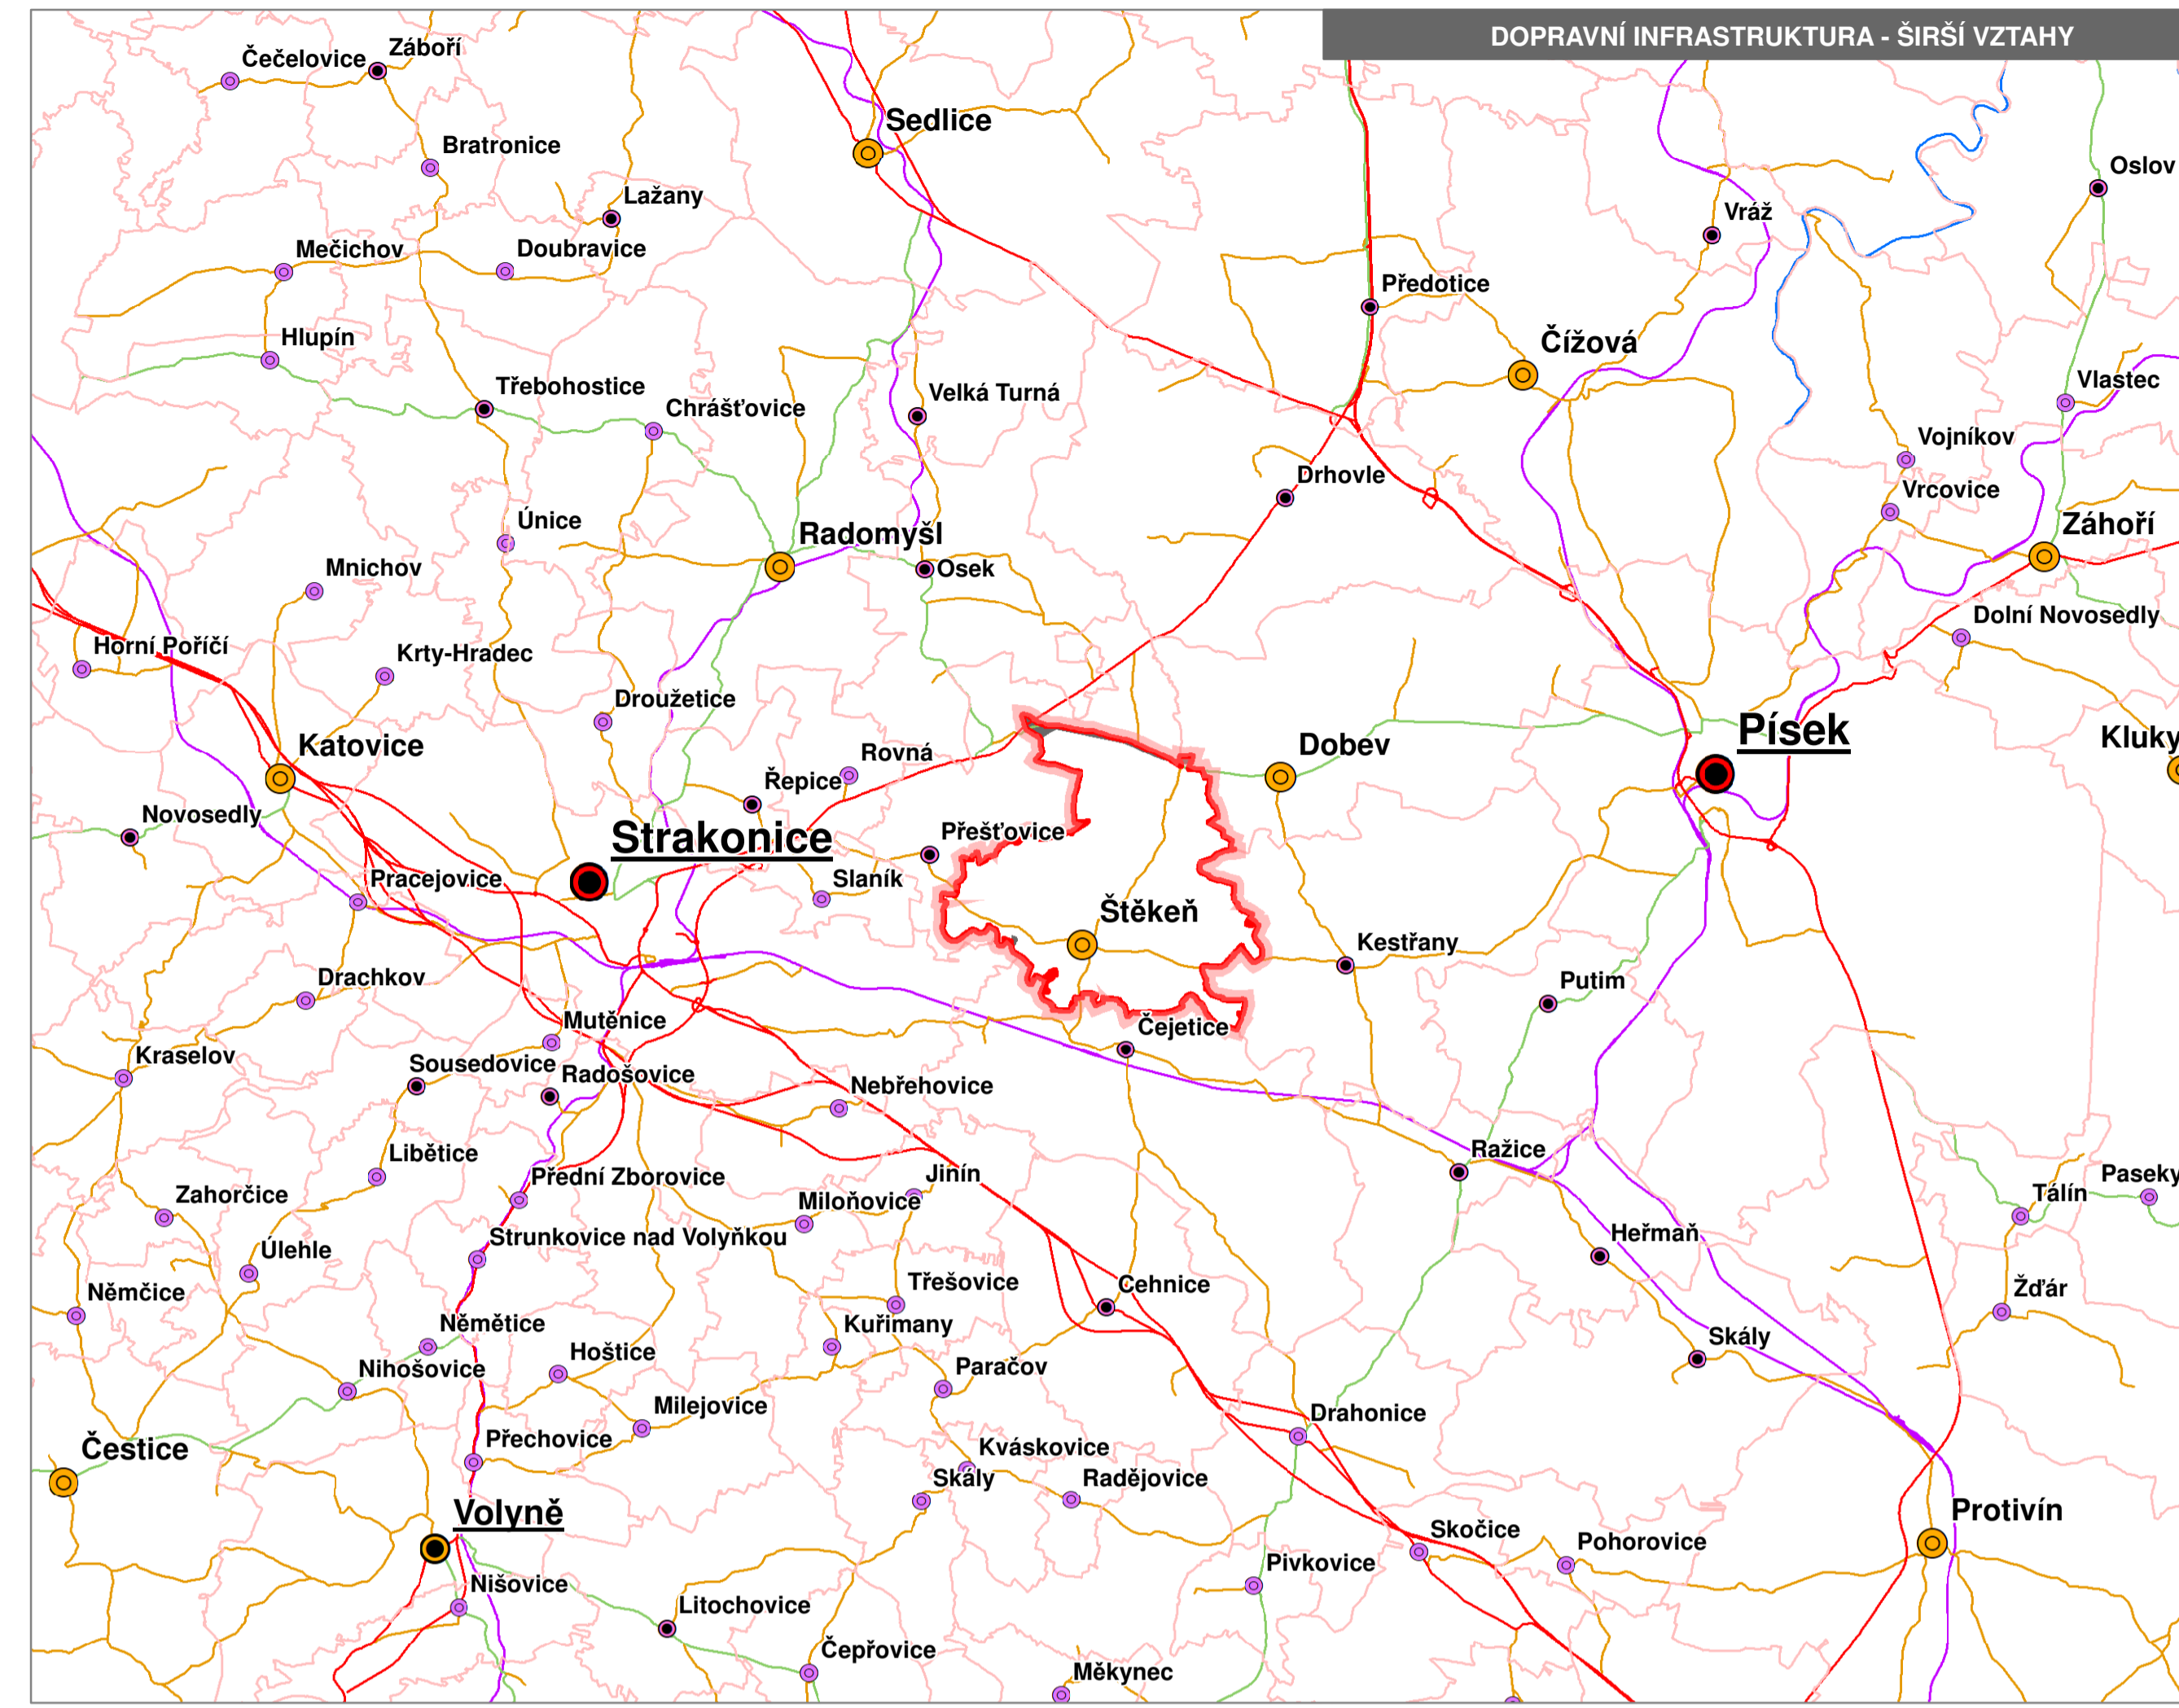 DOPRAVNÍ INFRASTRUKTURA - ŠIRŠÍ VZTAHY
Čečelovice
Záboří
Sedlice
Bratronice
Oslov
Lažany
Vráž
Mečichov
Doubravice
Předotice
Hlupín
Čížová
Třebohostice
Chrášťovice
Velká Turná
Vlastec
Vojníkov
Drhovle
Vrcovice
Únice
Radomyšl
Záhoří
Mnichov
Osek
Dolní Novosedly
Horní Poříčí
Krty-Hradec
Droužetice
Písek
Kluky
Katovice
Rovná
Dobev
Řepice
Novosedly
Strakonice
Přešťovice
Pracejovice
Slaník
Štěkeň
Kestřany
Drachkov
Putim
Mutěnice
Čejetice
Kraselov
Sousedovice
Radošovice
Nebřehovice
Libětice
Ražice
Přední Zborovice
Jinín
Paseky
Zahorčice
Miloňovice
Tálín
Strunkovice nad Volyňkou
Heřmaň
Úlehle
Němčice
Třešovice
Cehnice
Žďár
Němětice
Kuřimany
Skály
Nihošovice
Hoštice
Paračov
Milejovice
Drahonice
Čestice
Přechovice
Kváskovice
Skály
Radějovice
Volyně
Protivín
Skočice
Pohorovice
Pivkovice
Nišovice
Litochovice
Čepřovice
Měkynec